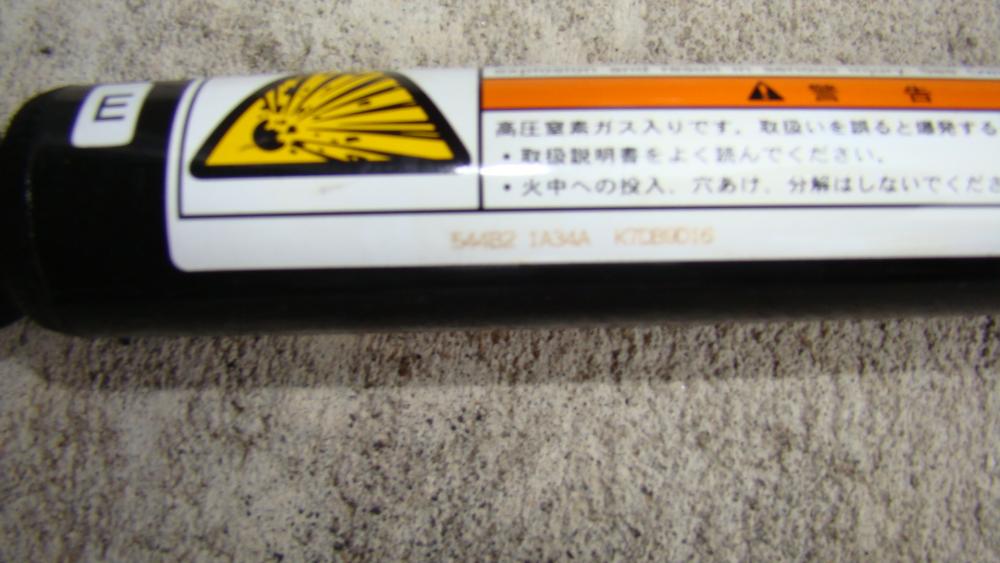 E
警 告
高圧窒素ガス入りです。取扱いを誤ると爆発する
・取扱説明書をよく読んでください。
・火中への投入、穴あけ、分解はしないでくださ
544B2 1A34A K7DB9D16